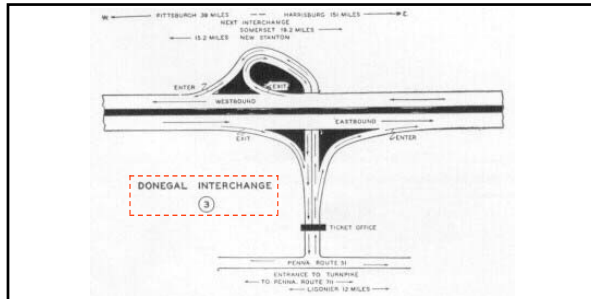 W. PITTSBURGH 38 MILES — — HARRISBURG 151 MILES E.
NEXT INTERCHANGE
SOMERSET 19.2 MILES
15.2 MILES NEW STANTON
ENTER
EXIT
WESTBOUND
EASTBOUND
EXIT
ENTER
DONEGAL INTERCHANGE
3
TICKET OFFICE
PENNA. ROUTE 31
ENTRANCE TO TURNPIKE
TO PENNA. ROUTE 711
LIGONIER 12 MILES